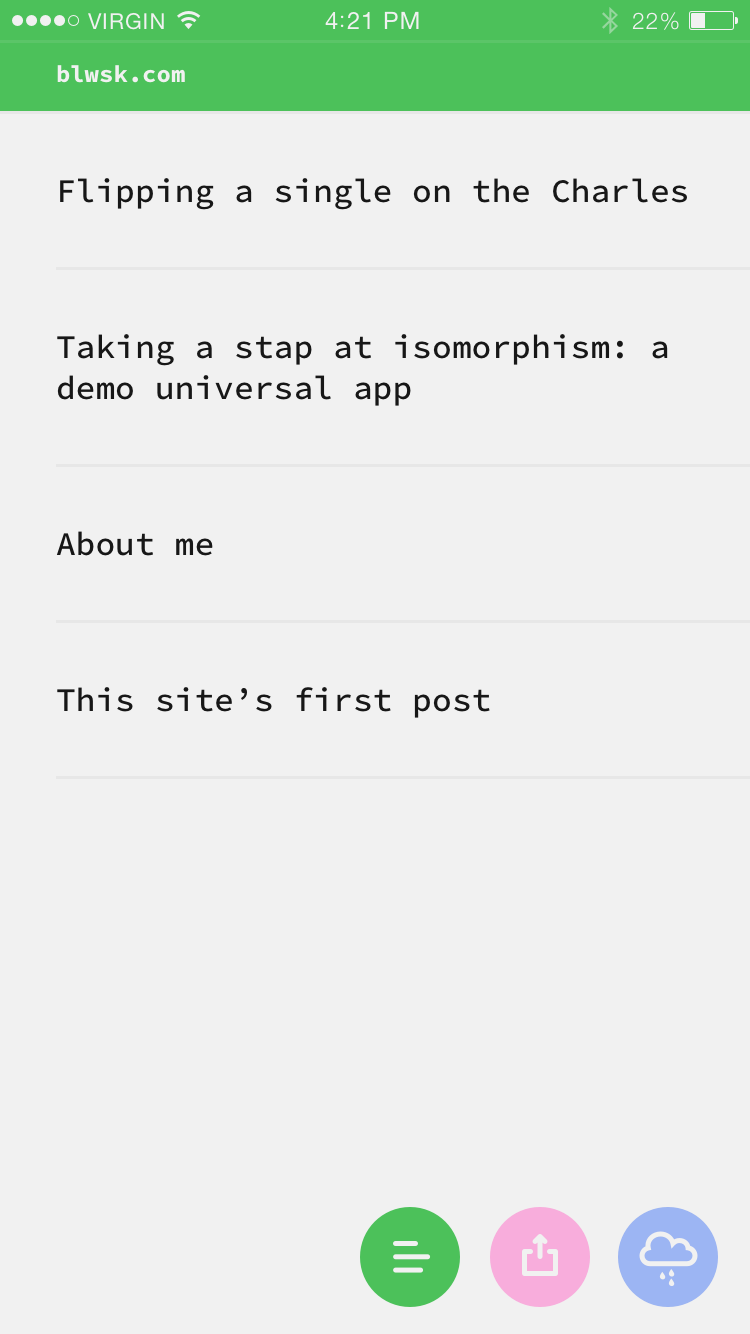 VIRGIN 4:21 PM 22%
blwsk.com
Flipping a single on the Charles
Taking a stap at isomorphism: a
demo universal app
About me
This site’s first post